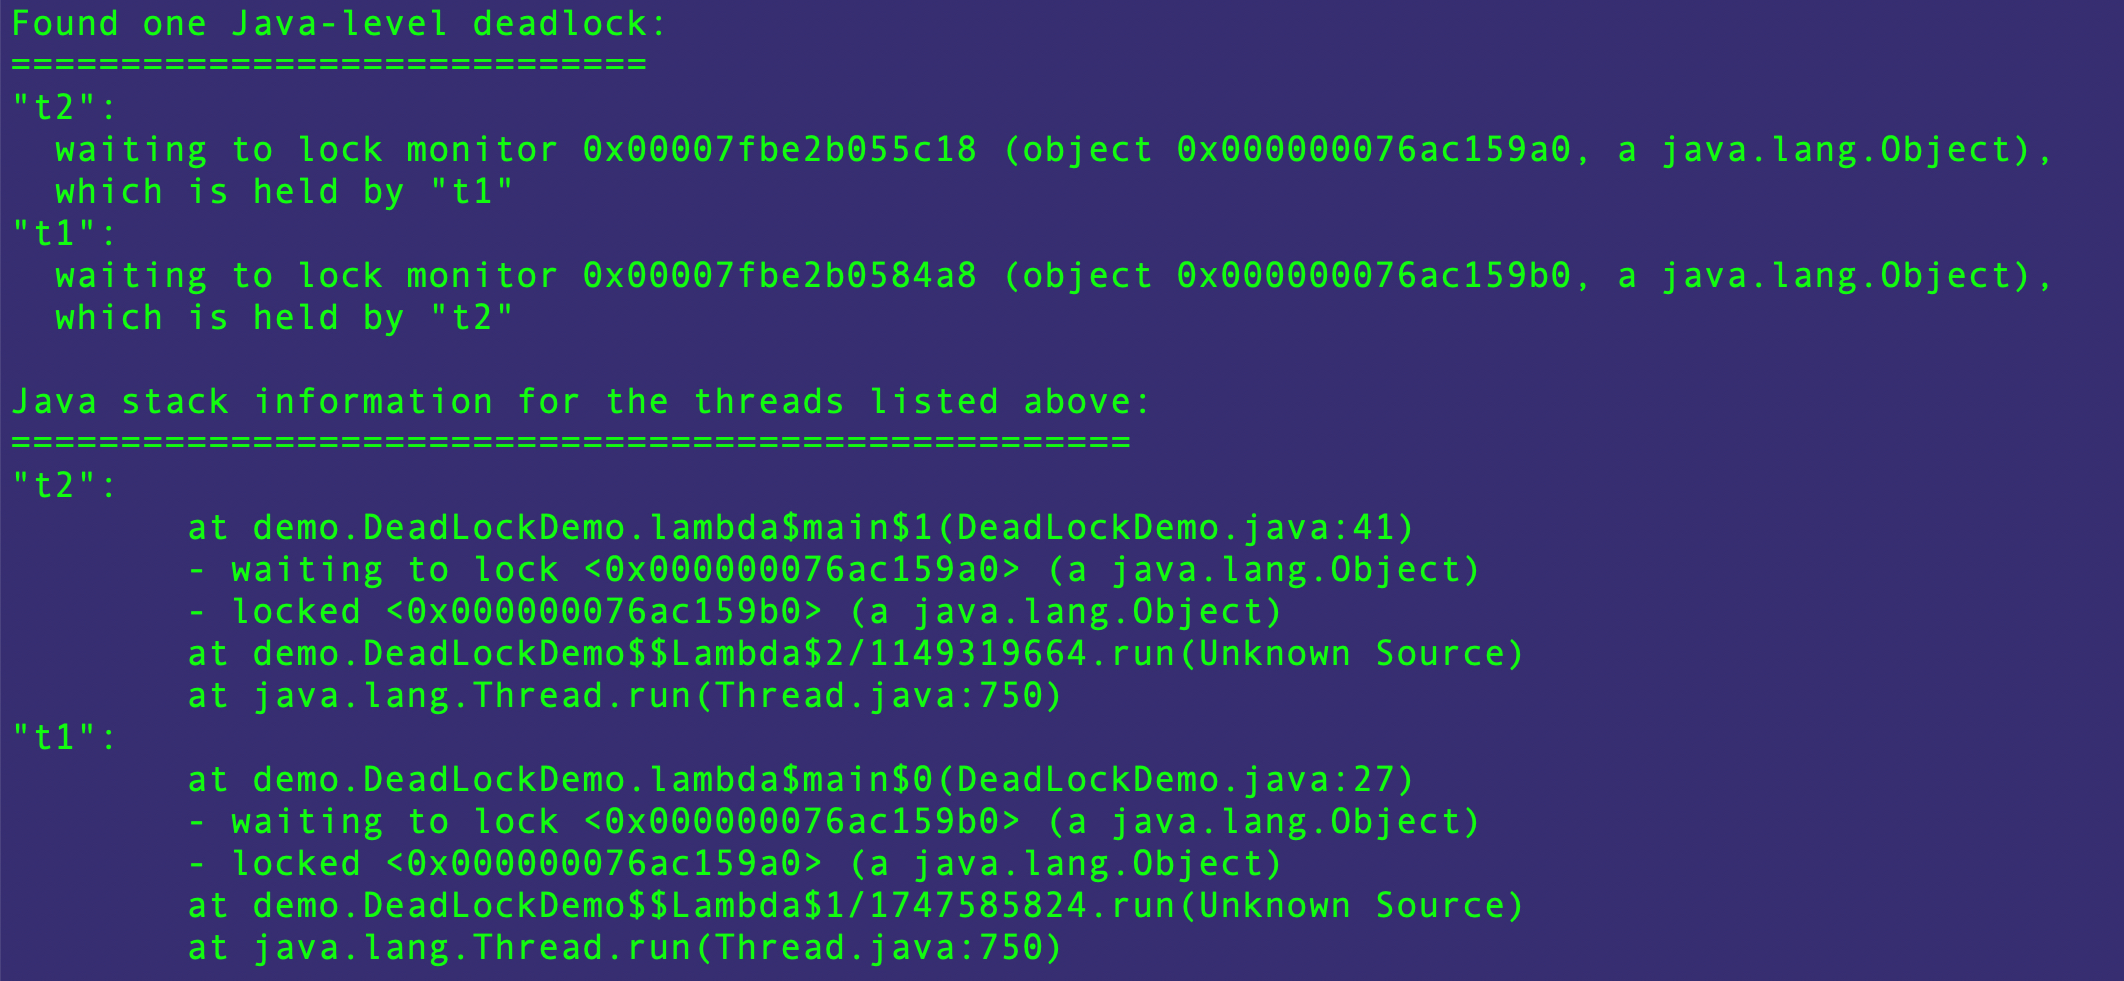 Found one Java-level deadlock:
=============================
"t2":
  waiting to lock monitor 0x00007fbe2b055c18 (object 0x000000076ac159a0, a java.lang.Object),
  which is held by "t1"
"t1":
  waiting to lock monitor 0x00007fbe2b0584a8 (object 0x000000076ac159b0, a java.lang.Object),
  which is held by "t2"

Java stack information for the threads listed above:
===================================================
"t2":
        at demo.DeadLockDemo.lambda$main$1(DeadLockDemo.java:41)
        - waiting to lock <0x000000076ac159a0> (a java.lang.Object)
        - locked <0x000000076ac159b0> (a java.lang.Object)
        at demo.DeadLockDemo$$Lambda$2/1149319664.run(Unknown Source)
        at java.lang.Thread.run(Thread.java:750)
"t1":
        at demo.DeadLockDemo.lambda$main$0(DeadLockDemo.java:27)
        - waiting to lock <0x000000076ac159b0> (a java.lang.Object)
        - locked <0x000000076ac159a0> (a java.lang.Object)
        at demo.DeadLockDemo$$Lambda$1/1747585824.run(Unknown Source)
        at java.lang.Thread.run(Thread.java:750)